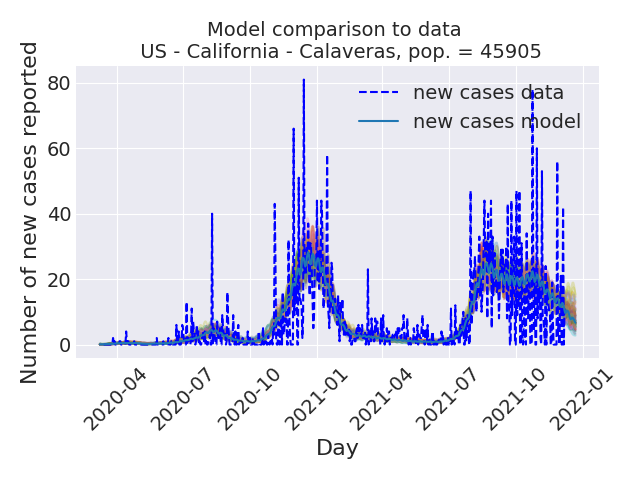 Model comparison to data
US - California - Calaveras, pop. = 45905
Number of new cases reported
80
60
40
20
0
new cases data
new cases model
2020-04
2020-07
2020-10
2021-01
2021-04
2021-07
2021-10
2022-01
Day